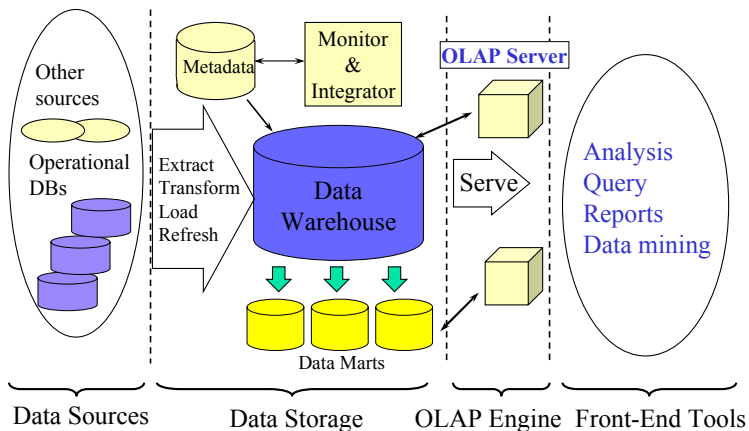 Other
sources
Operational
DBs
Extract
Transform
Load
Refresh
Metadata
Monitor
&
Integrator
Data
Warehouse
Data Marts
OLAP Server
Serve
Analysis
Query
Reports
Data mining
Data Sources
Data Storage
OLAP Engine
Front-End Tools